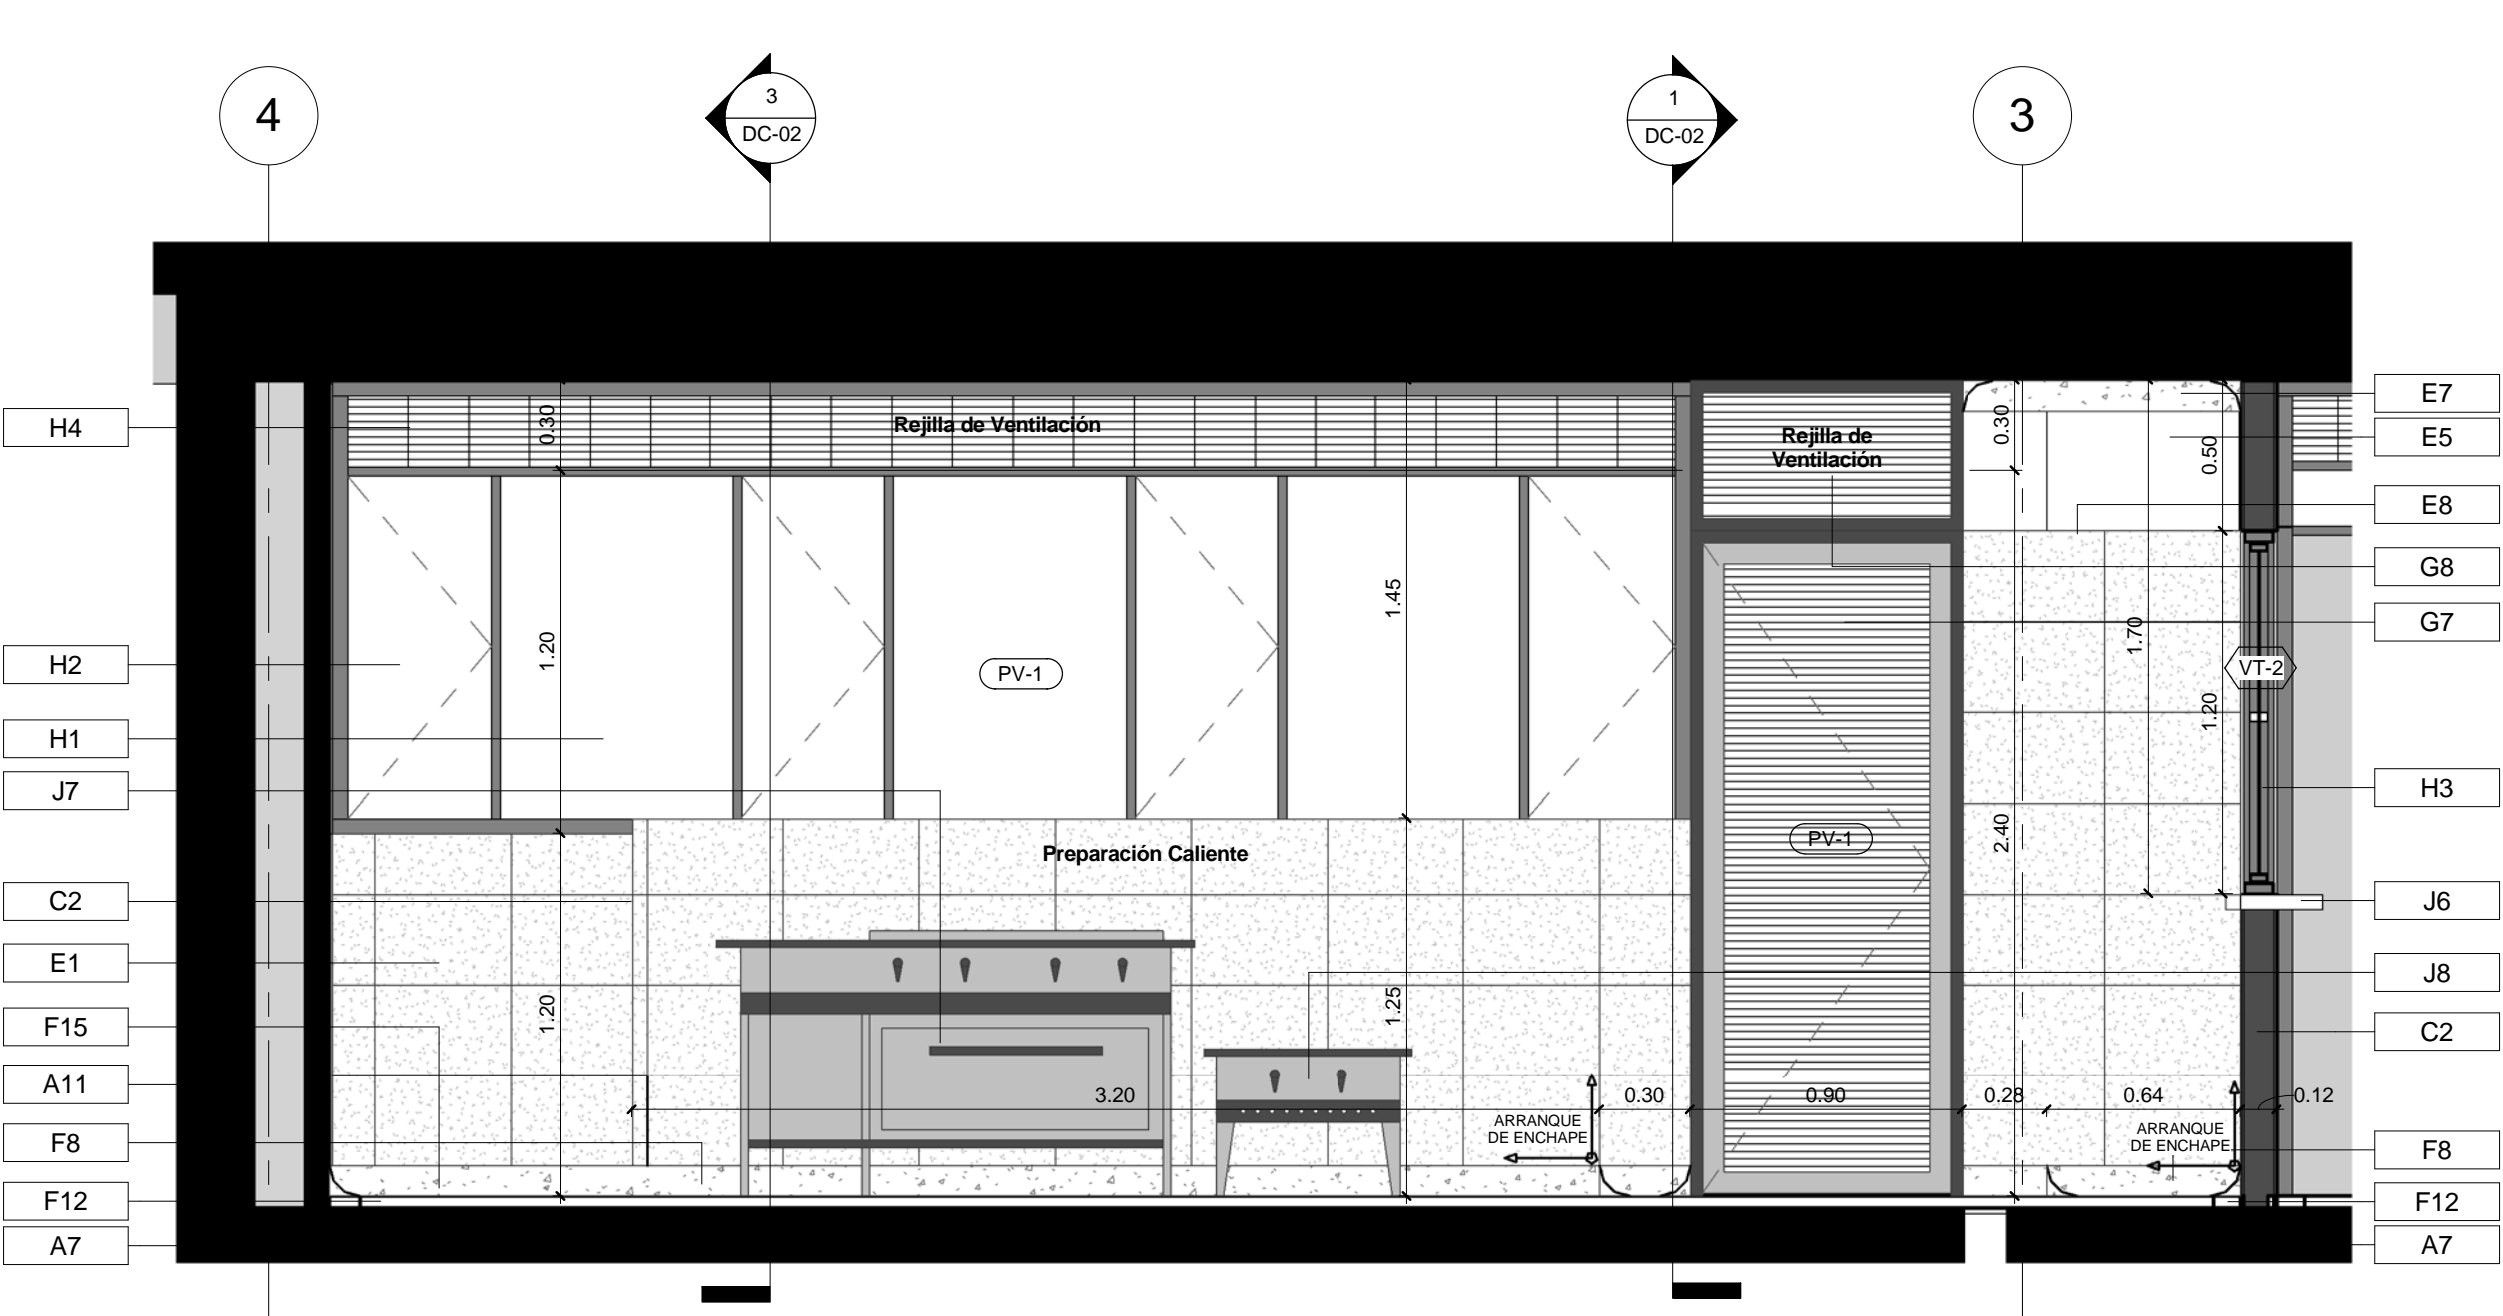 4
3
DC-02
1
DC-02
3
H4
H2
H1
J7
C2
E1
F15
A11
F8
F12
A7
0.30
Rejilla de Ventilación
Rejilla de
Ventilación
0.30
0.50
1.20
1.45
PV-1
1.70
VT-2
1.20
2.40
PV-1
Preparación Caliente
1.20
1.25
3.20
0.30
0.90
0.28
0.64
0.12
ARRANQUE
DE ENCHAPE
ARRANQUE
DE ENCHAPE
E7
E5
E8
G8
G7
H3
J6
J8
C2
F8
F12
A7